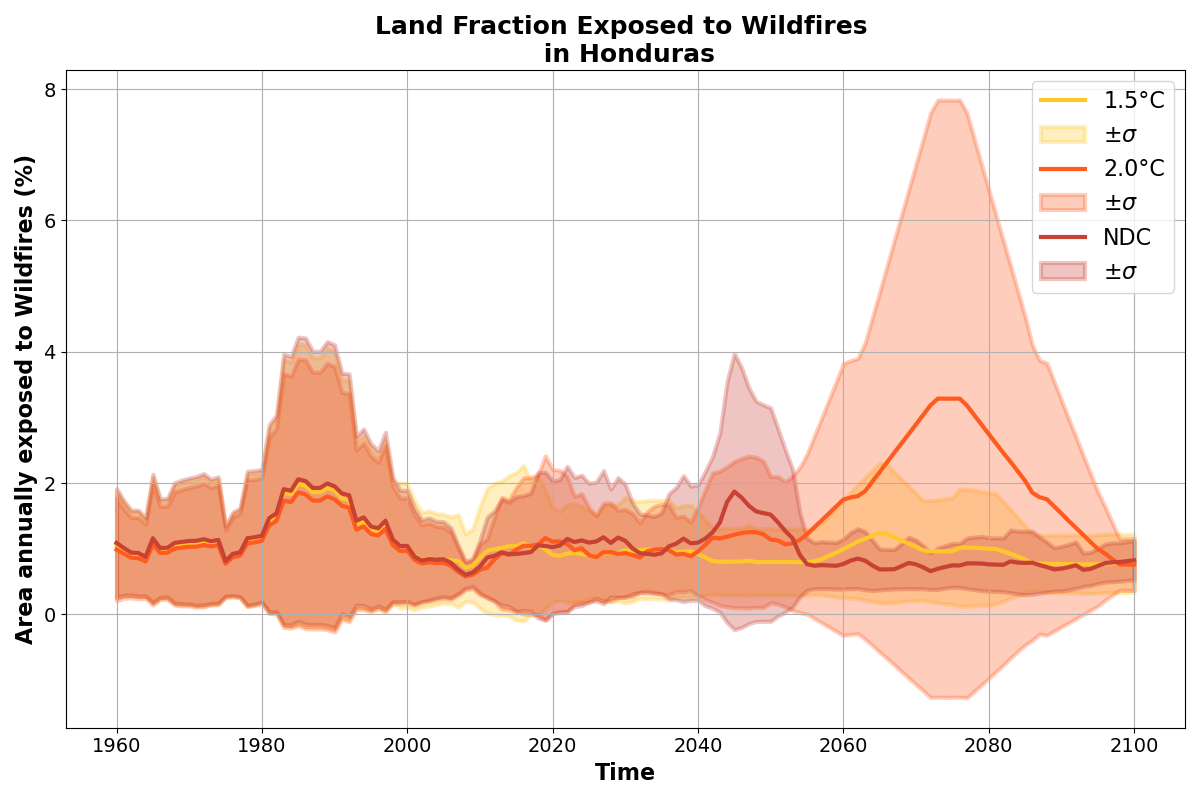 Land Fraction Exposed to Wildfires
in Honduras
Area annually exposed to Wildfires (%)
8
6
4
2
0
1960 1980 2000 2020 2040 2060 2080 2100
Time
1.5°C
±σ
2.0°C
±σ
NDC
±σ